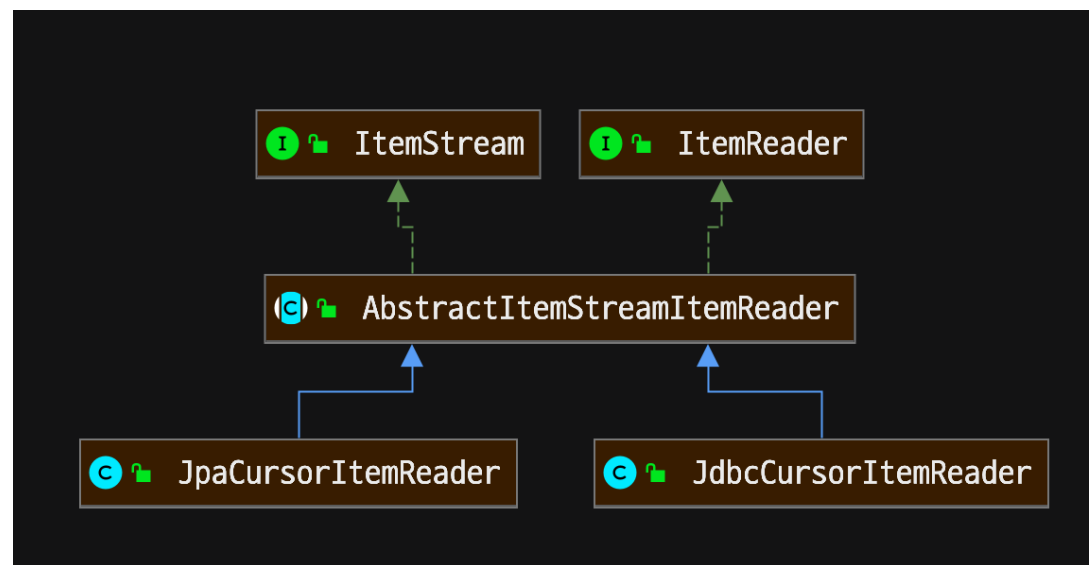 I ItemStream
I ItemReader
C AbstractItemStreamItemReader
C JpaCursorItemReader
C JdbcCursorItemReader